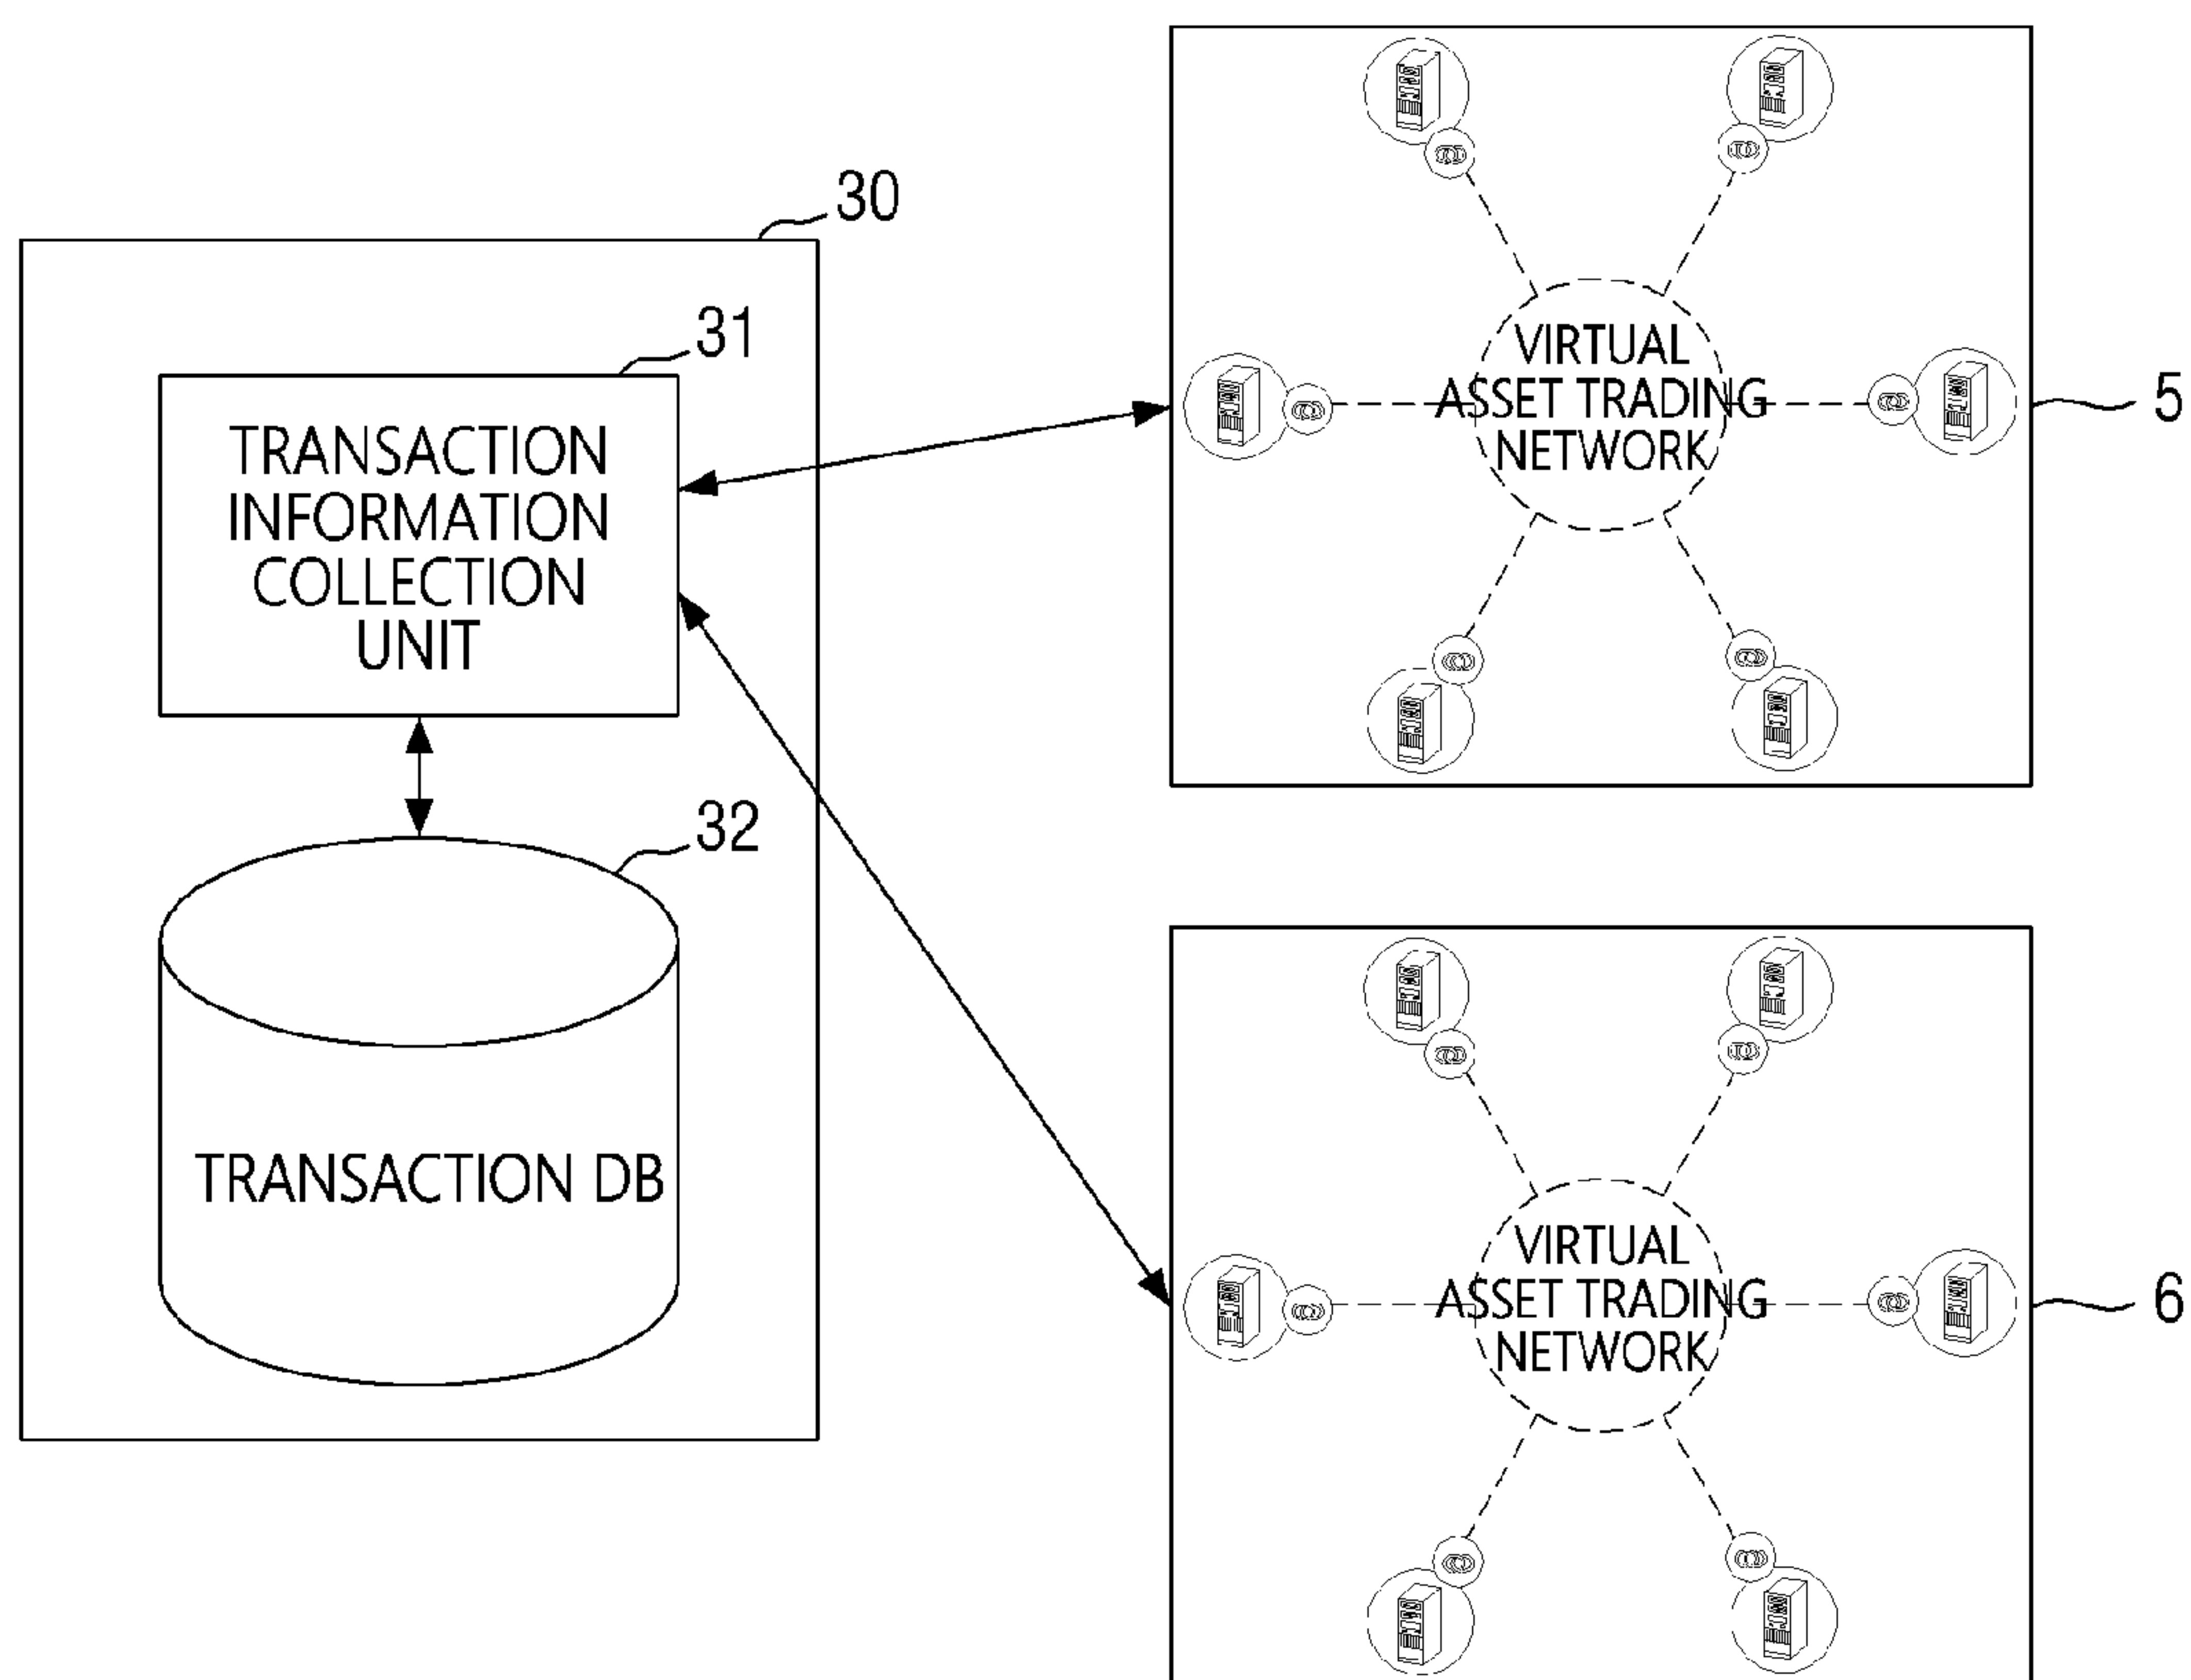 30
31
TRANSACTION
INFORMATION
COLLECTION
UNIT
32
TRANSACTION DB
VIRTUAL
ASSET TRADING
NETWORK
5
VIRTUAL
ASSET TRADING
NETWORK
6